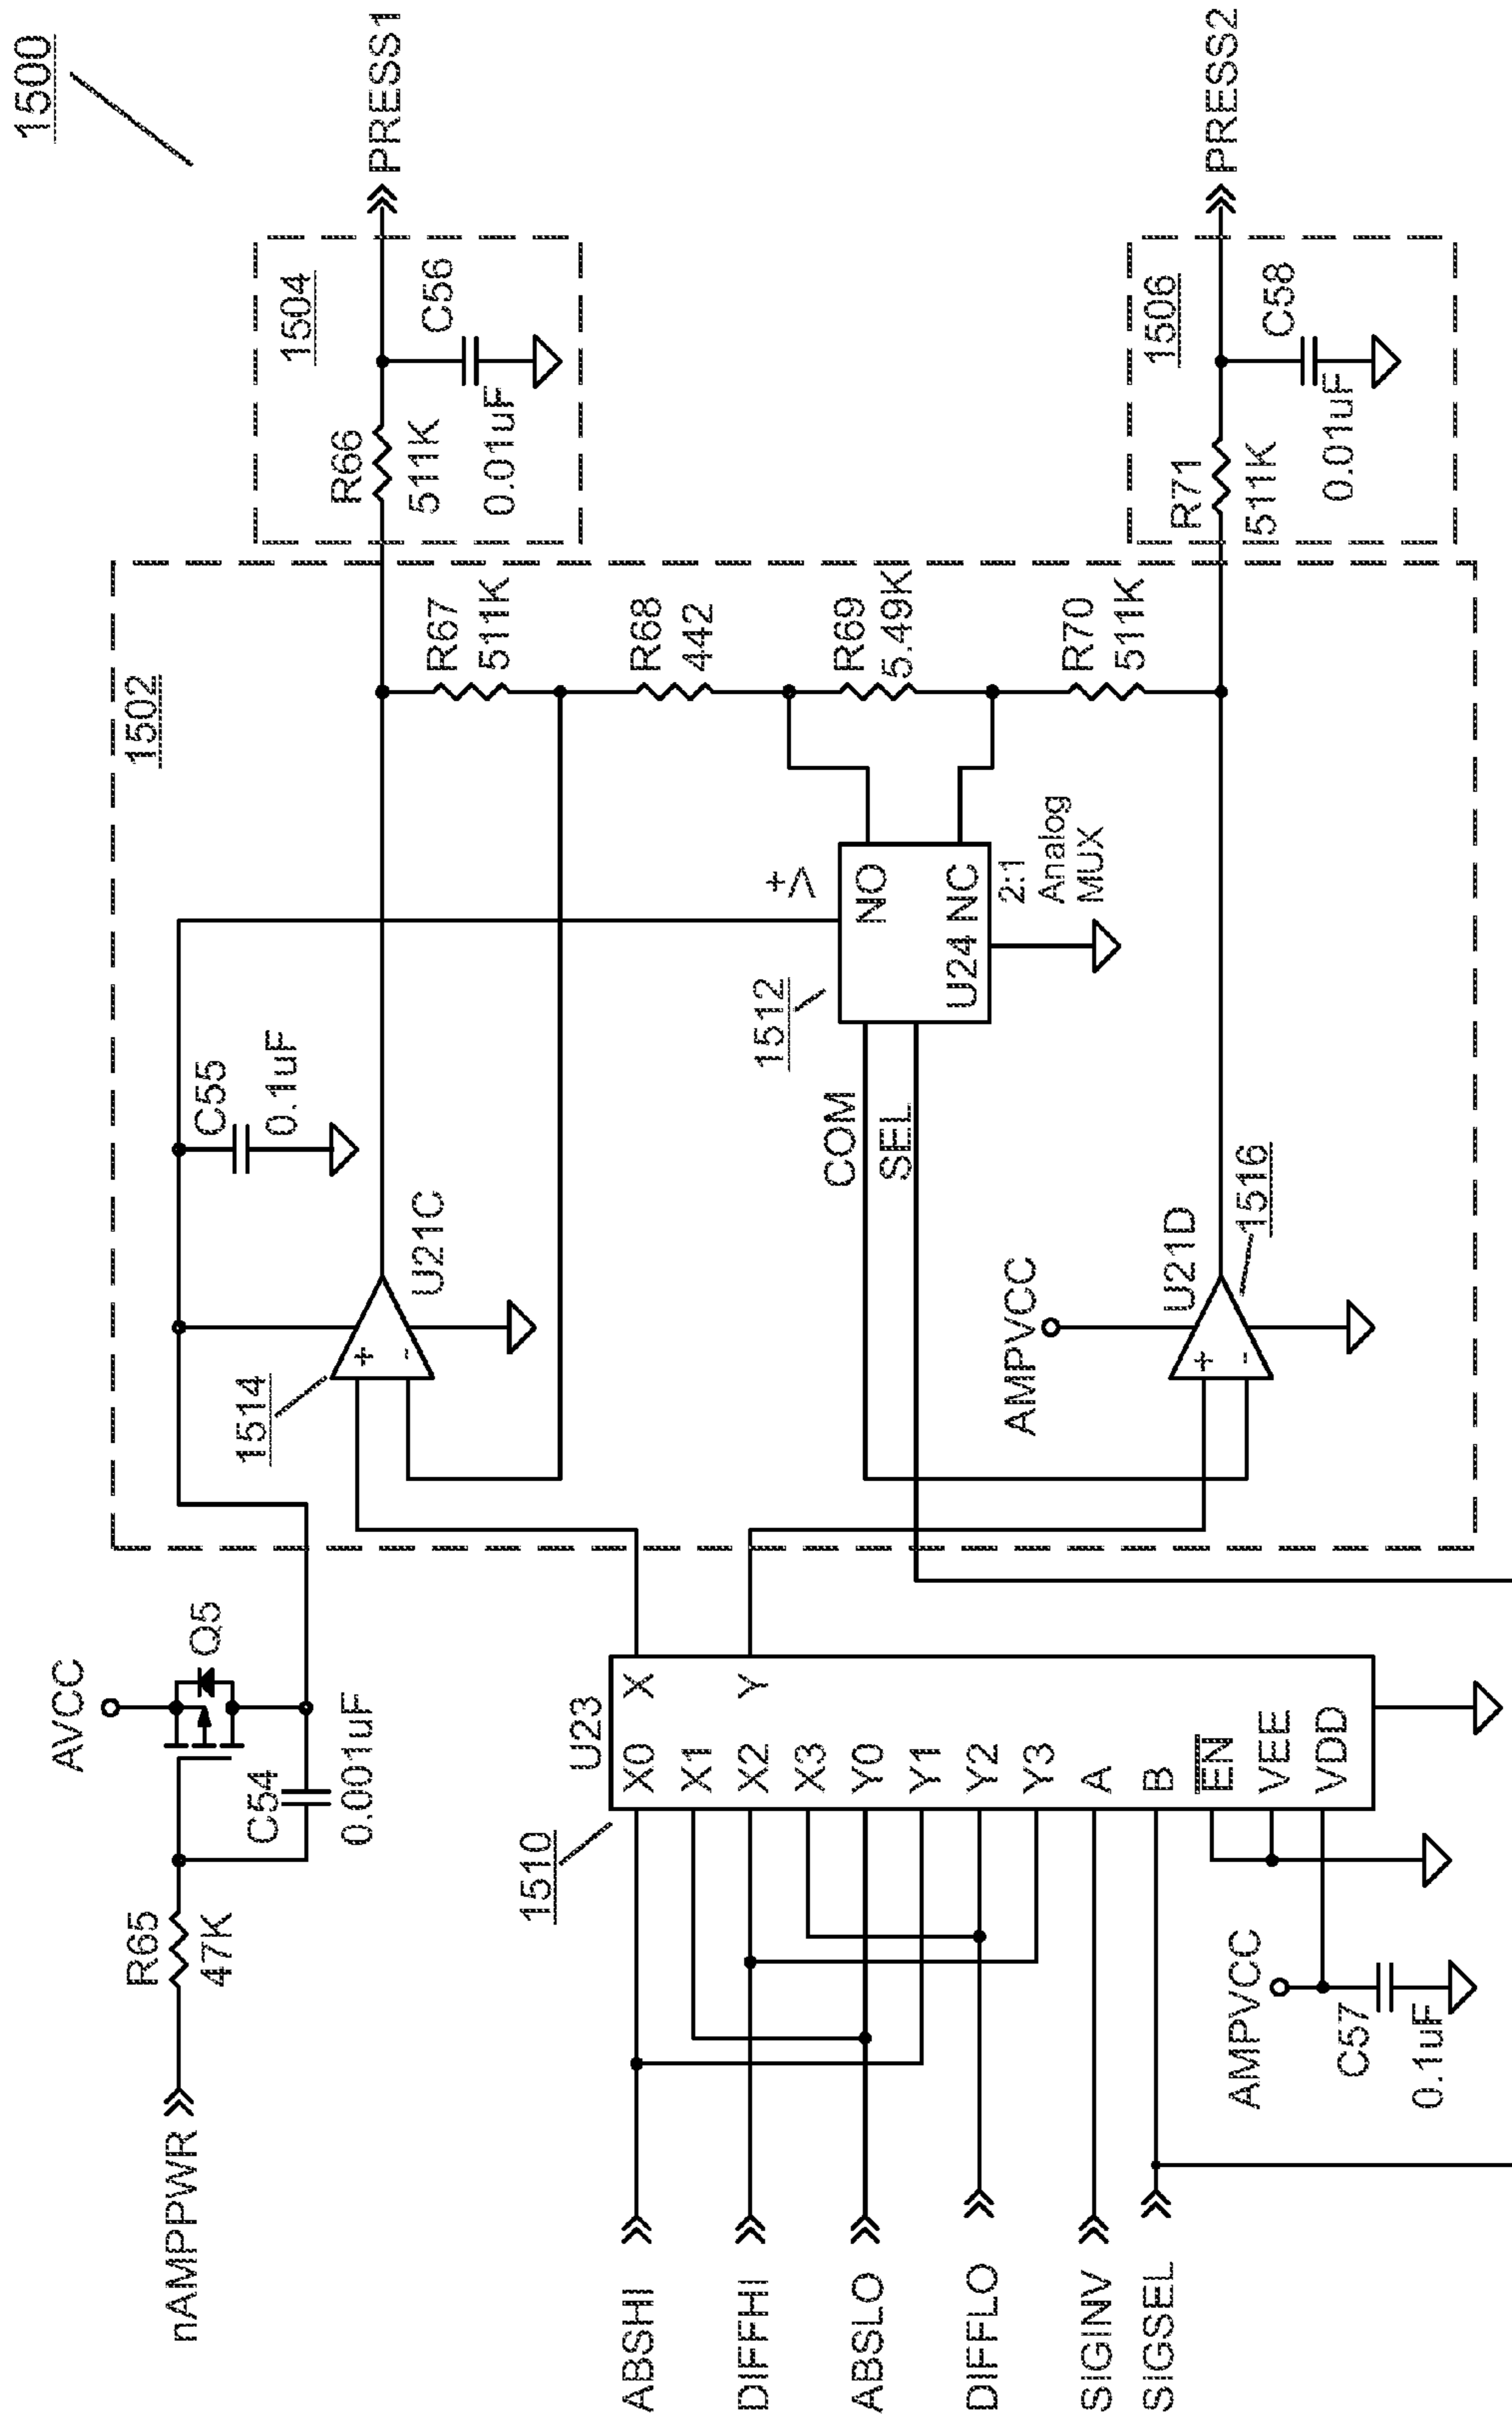 1500
nAMPPWR
R65
47K
C54
0.001uF
AVCC
Q5
1502
C55
0.1uF
1514
+
-
U21C
R67
511K
R68
442
R69
5.49K
R70
511K
1504
R66
511K
C56
0.01uF
PRESS1
ABSHI
DIFFHI
ABSLO
DIFFLO
SIGINV
SIGSEL
1510
U23
X0
X1
X2
X3
Y0
Y1
Y2
Y3
A
B
EN
VEE
VDD
X
Y
AMPVCC
C57
0.1uF
1512
COM
SEL
+V
NO
U24 NC
2:1
Analog
MUX
AMPVCC
U21D
+
-
1516
1506
R71
511K
C58
0.01uF
PRESS2